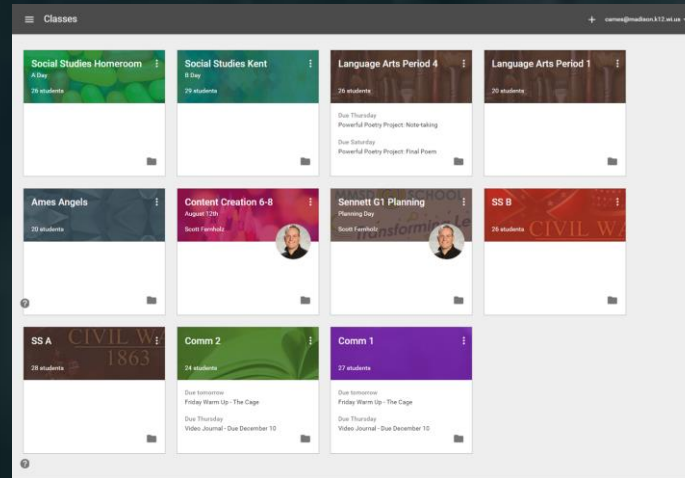 Classes
+ cames@madison.k12.wi.us
Social Studies Homeroom
A Day
26 students
Social Studies Kent
B Day
29 students
Language Arts Period 4
26 students
Due Thursday
Powerful Poetry Project: Note-taking
Due Saturday
Powerful Poetry Project: Final Poem
Language Arts Period 1
20 students
Ames Angels
20 students
Content Creation 6-8
August 12th
Scott Fernholz
MMSD SCHOOL
Sennett G1 Planning
Planning Day
Transforming Le
Scott Fernholz
SS B
26 students
CIVIL WA
SS A
CIVIL WA
1863
28 students
Comm 2
24 students
Due tomorrow
Friday Warm Up - The Cage
Due Thursday
Video Journal - Due December 10
Comm 1
27 students
Due tomorrow
Friday Warm Up - The Cage
Due Thursday
Video Journal - Due December 10